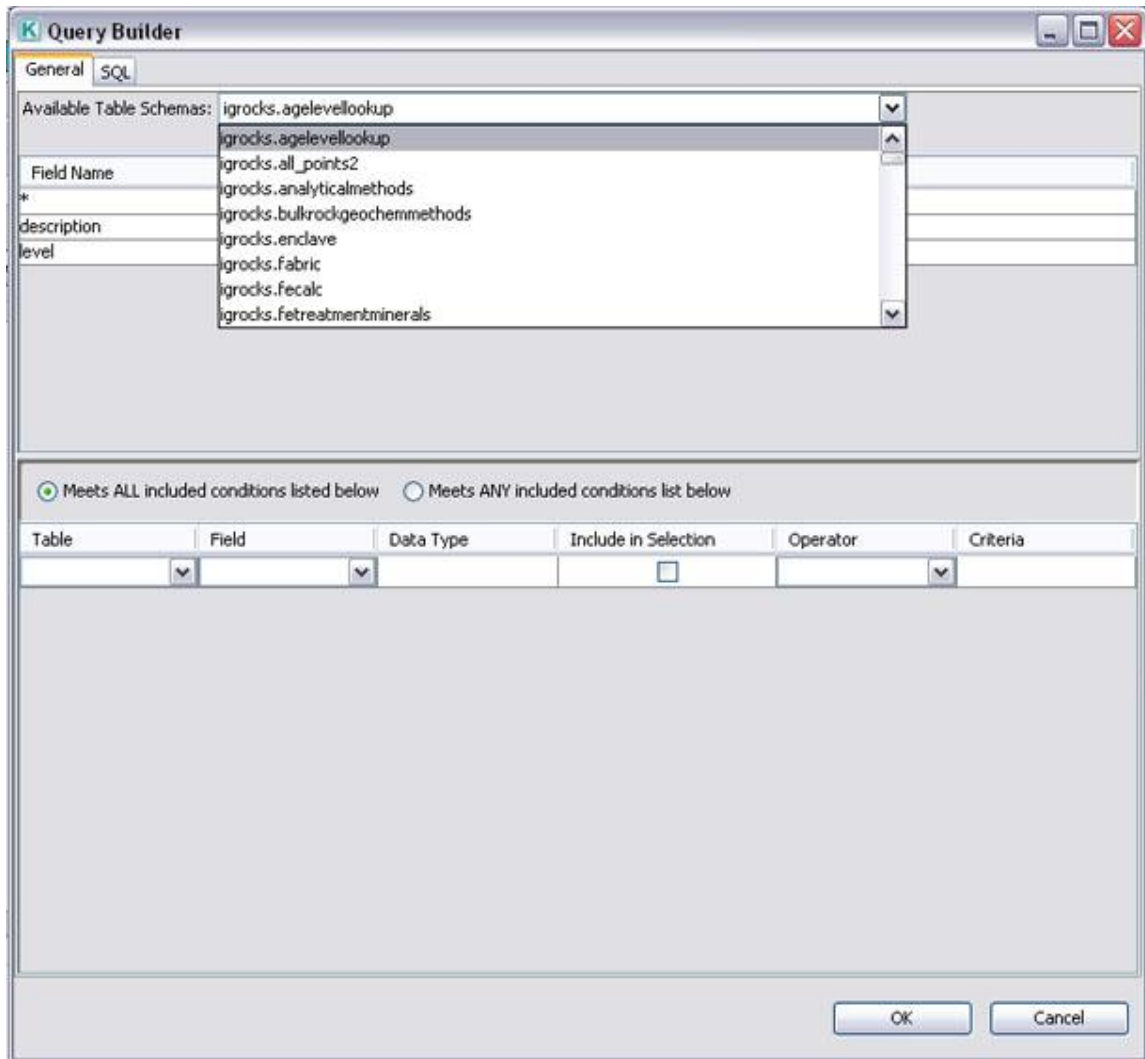 K Query Builder
General SQL
Available Table Schemas: igrocks.agelevellookup
igrocks.agelevellookup
igrocks.all_points2
igrocks.analyticalmethods
igrocks.bulkrockgeochemmethods
igrocks.enclave
igrocks.fabric
igrocks.fecalc
igrocks.fetreatmentminerals
Field Name
*
description
level
Meets ALL included conditions listed below Meets ANY included conditions list below
Table Field Data Type Include in Selection Operator Criteria
OK Cancel